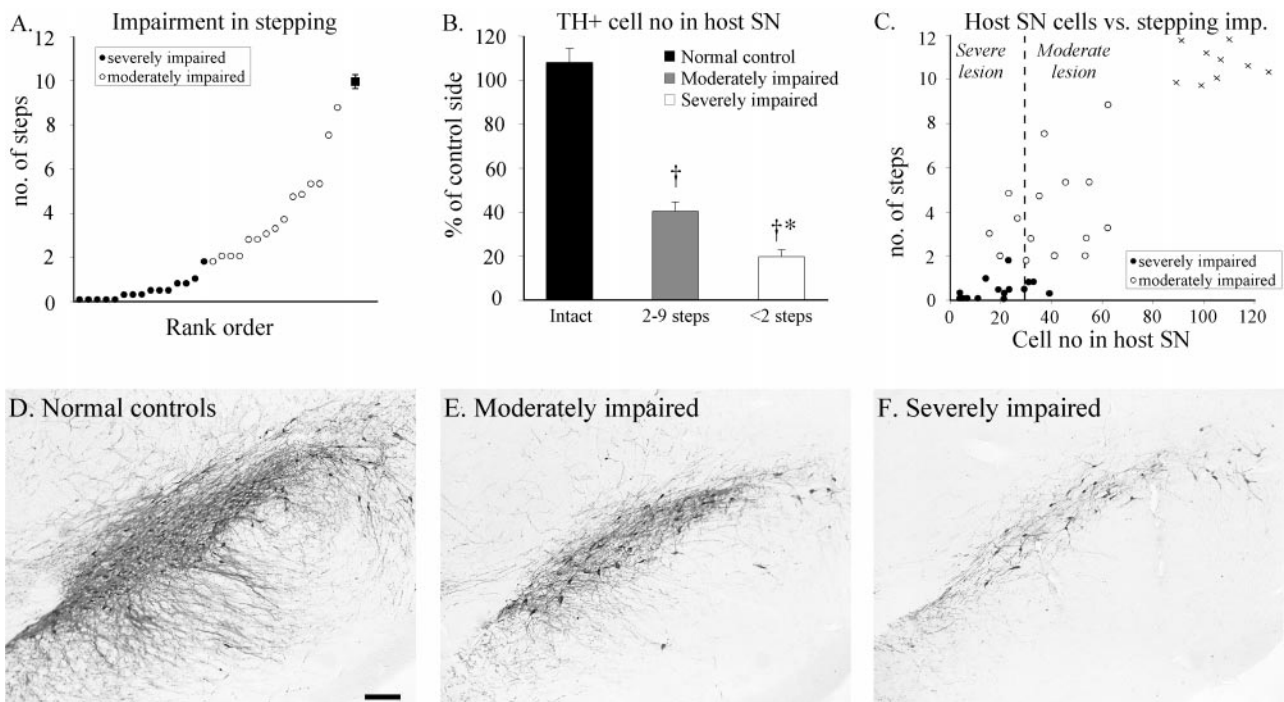 A. Impairment in stepping
12
10
8
6
4
2
0
no. of steps
severely impaired
moderately impaired
Rank order
B. TH+ cell no in host SN
120
100
80
60
40
20
0
% of control side
Normal control
Moderately impaired
Severely impaired
†
†*
Intact
2-9 steps
<2 steps
C. Host SN cells vs. stepping imp.
12
10
8
6
4
2
0
no. of steps
Severe
lesion
Moderate
lesion
severely impaired
moderately impaired
0 20 40 60 80 100 120
Cell no in host SN
D. Normal controls
E. Moderately impaired
F. Severely impaired